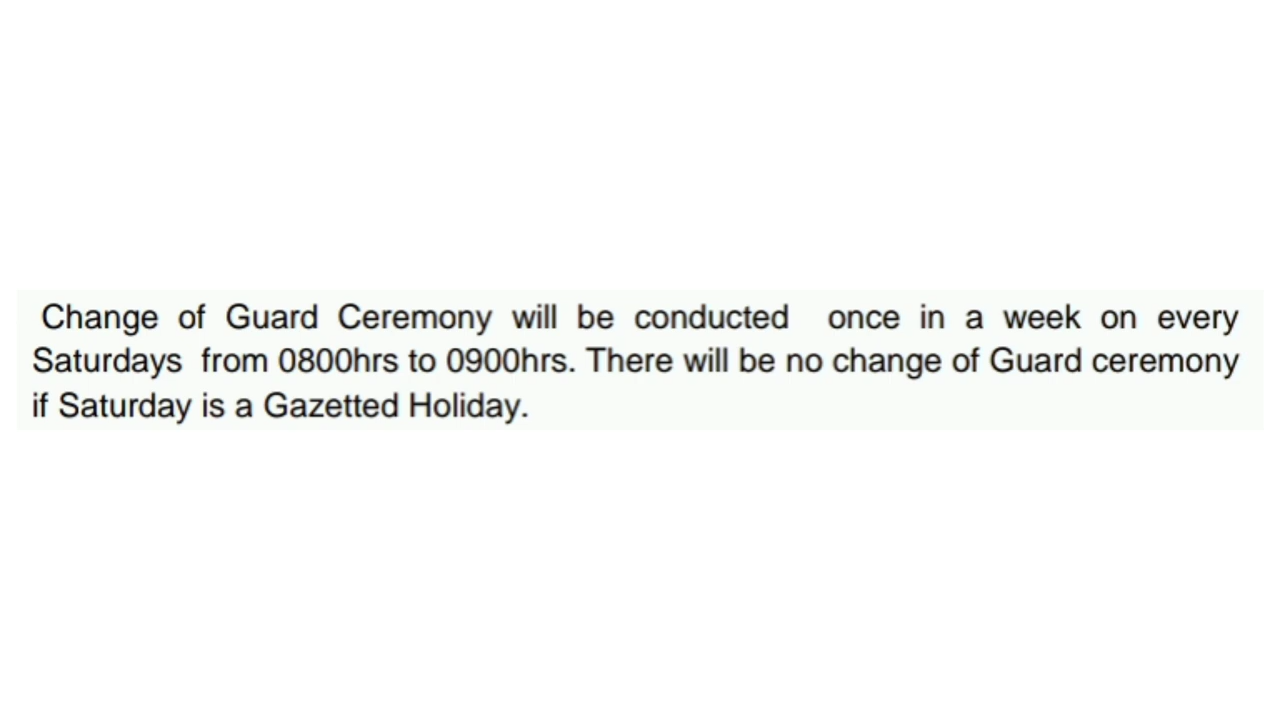 Change of Guard Ceremony will be conducted once in a week on every
Saturdays from 0800hrs to 0900hrs. There will be no change of Guard ceremony
if Saturday is a Gazetted Holiday.